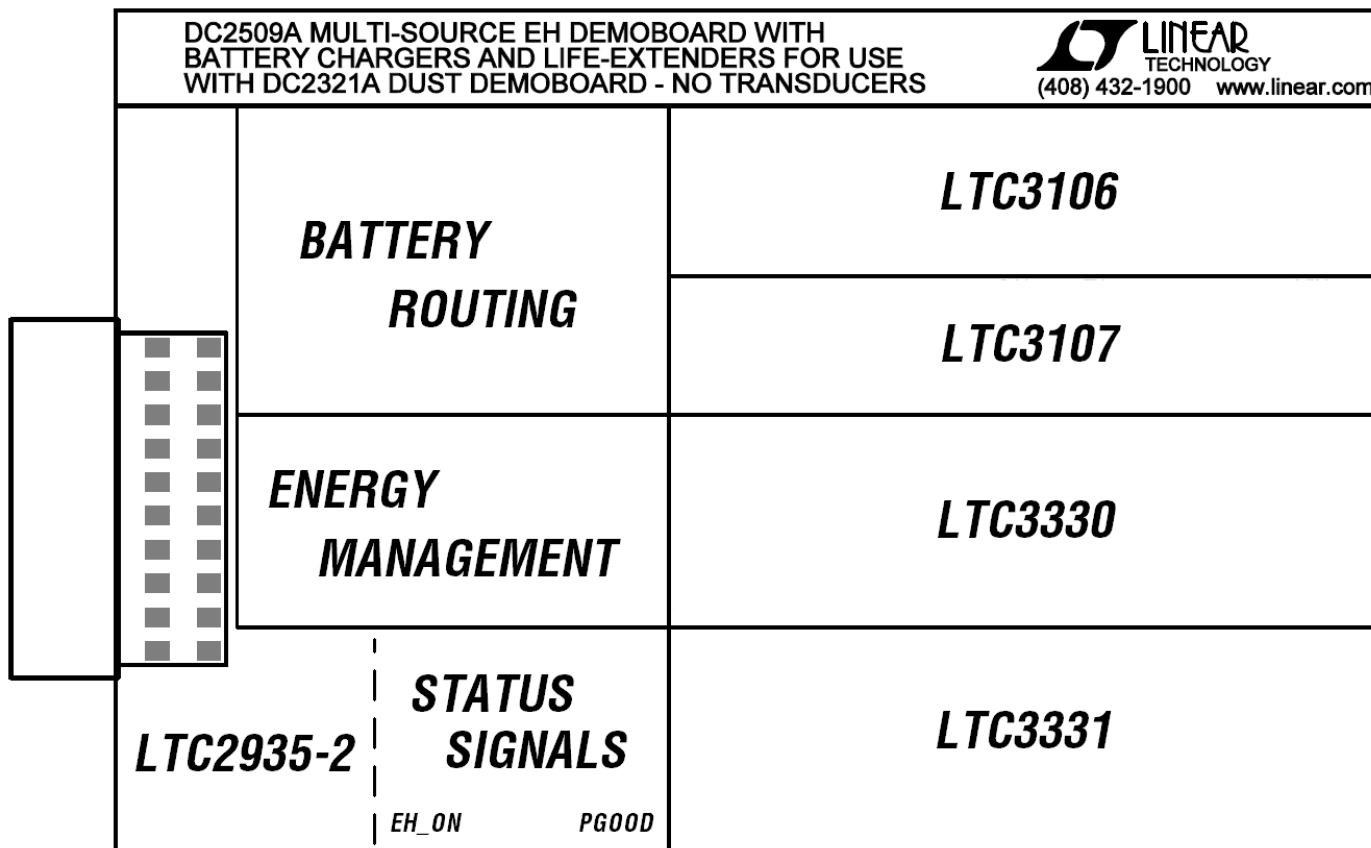 DC2509A MULTI-SOURCE EH DEMOBOARD WITH
BATTERY CHARGERS AND LIFE-EXTENDERS FOR USE
WITH DC2321A DUST DEMOBOARD - NO TRANSDUCERS
LINEAR
TECHNOLOGY
(408) 432-1900 www.linear.com
BATTERY
ROUTING
LTC3106
LTC3107
ENERGY
MANAGEMENT
LTC3330
LTC2935-2
STATUS
SIGNALS
EH_ON PGOOD
LTC3331